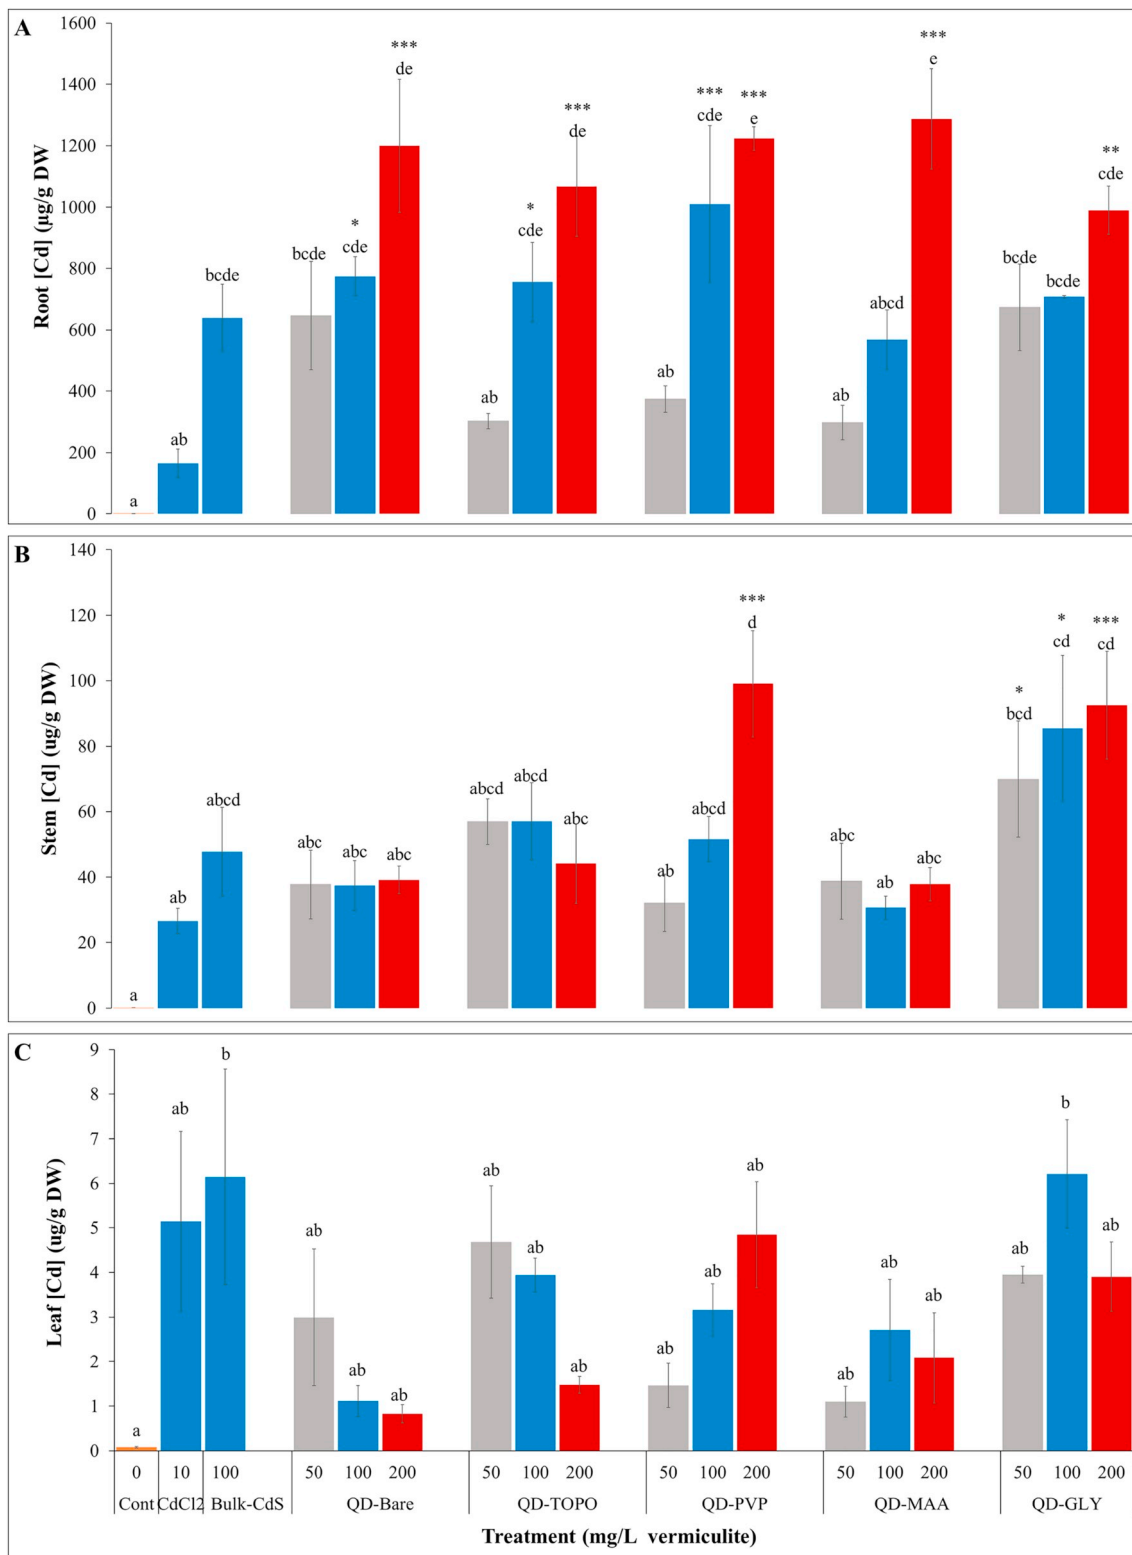 A
Root [Cd] (µg/g DW
1600
1400
1200
1000
800
600
400
200
0
a
ab
bcde
bcde
*
cde
***
de
ab
*
cde
***
de
ab
***
cde
***
e
ab
abcd
***
e
bcde
bcde
**
cde
B
Stem [Cd] (ug/g DW)
140
120
100
80
60
40
20
0
a
ab
abcd
abc
abc
abc
abcd
abcd
abc
ab
abcd
***
d
abc
ab
abc
*
bcd
*
cd
***
cd
C
Leaf [Cd] (ug/g DW)
9
8
7
6
5
4
3
2
1
0
a
ab
b
ab
ab
ab
ab
ab
ab
ab
ab
ab
ab
ab
ab
ab
b
ab
0 10 100 50 100 200 50 100 200 50 100 200 50 100 200 50 100 200
Cont CdCl2 Bulk-CdS QD-Bare QD-TOPO QD-PVP QD-MAA QD-GLY
Treatment (mg/L vermiculite)